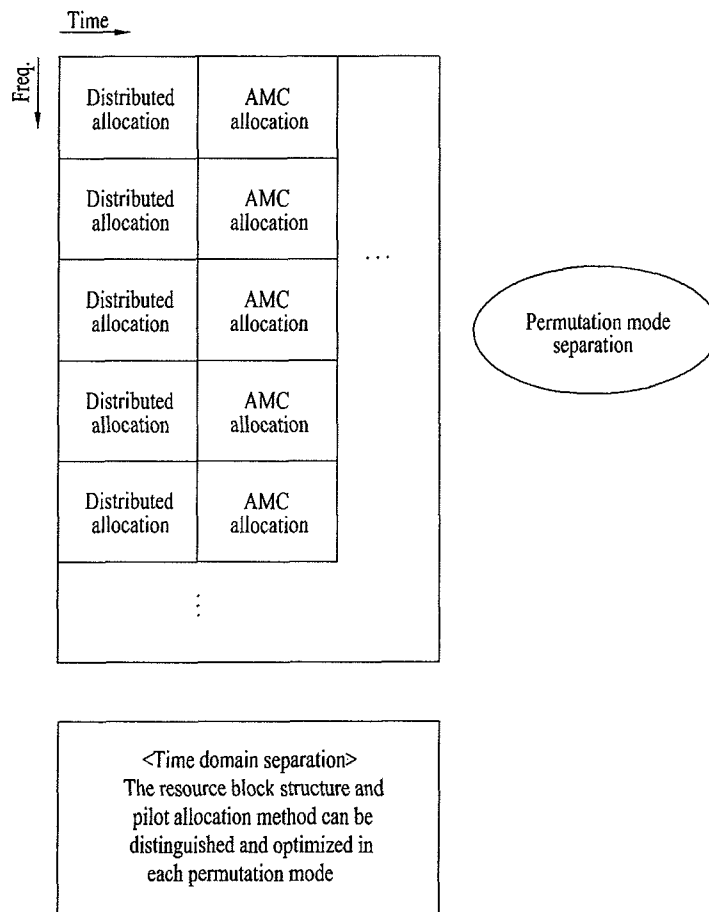 Time
Freq.
Distributed
allocation
AMC
allocation
Distributed
allocation
AMC
allocation
...
Distributed
allocation
AMC
allocation
Permutation mode
separation
Distributed
allocation
AMC
allocation
Distributed
allocation
AMC
allocation
...
<Time domain separation>
The resource block structure and
pilot allocation method can be
distinguished and optimized in
each permutation mode